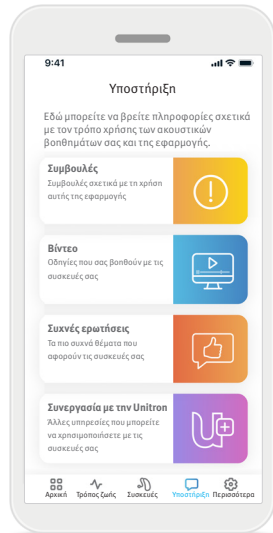 9:41
Υποστήριξη
Εδώ μπορείτε να βρείτε πληροφορίες σχετικά
με τον τρόπο χρήσης των ακουστικών
βοηθημάτων σας και της εφαρμογής.
Συμβουλές
Συμβουλές σχετικά με τη χρήση
αυτής της εφαρμογής
Βίντεο
Οδηγίες που σας βοηθούν με τις
συσκευές σας
Συχνές ερωτήσεις
Τα πιο συχνά θέματα που
αφορούν τις συσκευές σας
Συνεργασία με την Unitron
Άλλες υπηρεσίες που μπορείτε
να χρησιμοποιήσετε με τις
συσκευές σας
Αρχική Τρόπος ζωής Συσκευές Υποστήριξη Περισσότερα